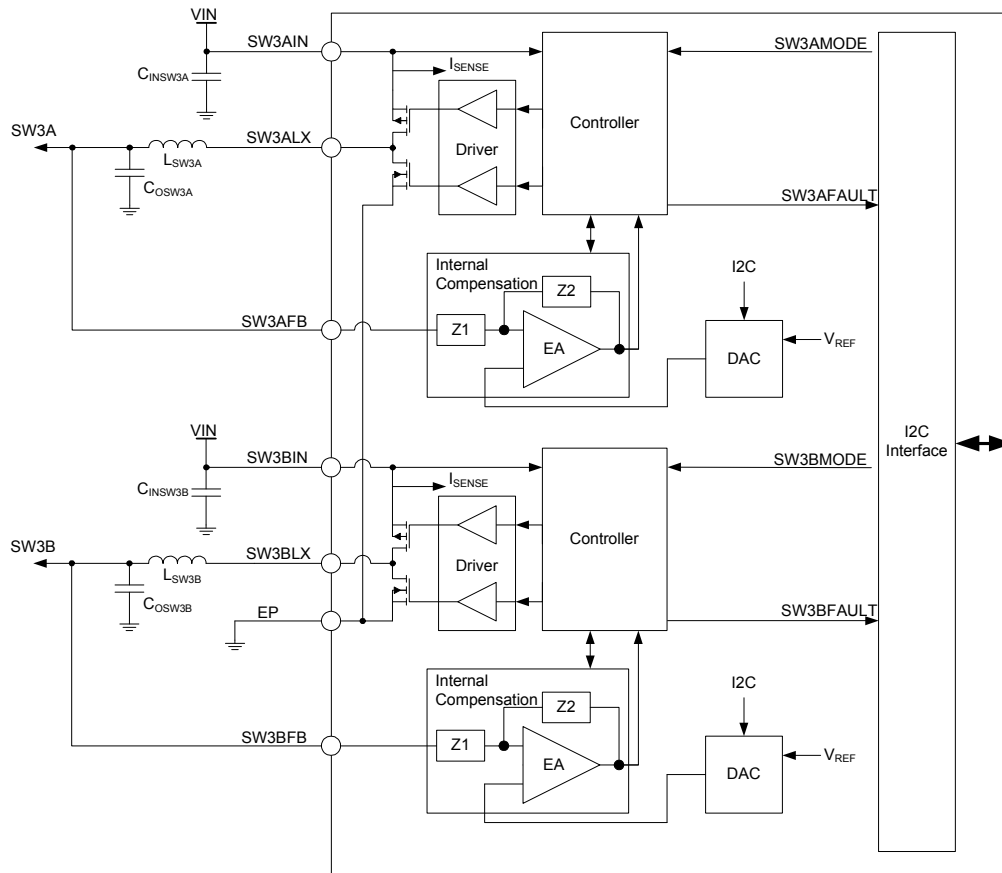 VIN
SW3AIN
SW3AMODE
ISENSE
CINSW3A
Controller
SW3A
SW3ALX
Driver
LSW3A
COSW3A
SW3AFAULT
Internal
Compensation
I2C
Z2
SW3AFB
Z1
VREF
EA
DAC
I2C
Interface
VIN
SW3BIN
SW3BMODE
ISENSE
CINSW3B
Controller
SW3B
SW3BLX
Driver
LSW3B
COSW3B
EP
SW3BFAULT
Internal
Compensation
I2C
Z2
SW3BFB
Z1
VREF
EA
DAC